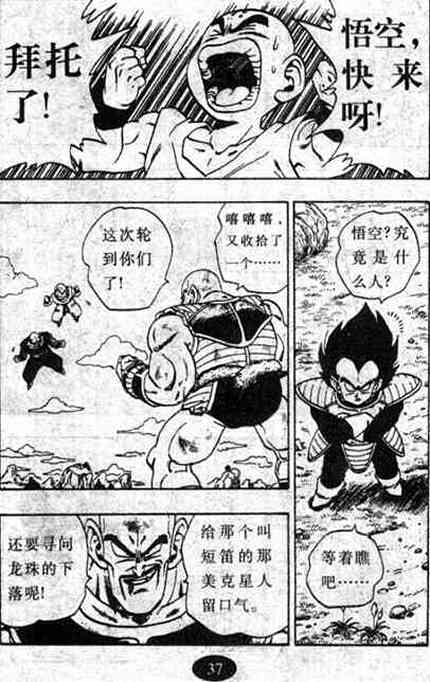 悟空,
快来
呀!
拜托
了!
悟空?究
竟是什
么人?
等着瞧
吧……
嘻嘻嘻,
又收拾了
一个……
这次轮
到你们
了!
给那个叫
短笛的那
美克星人
留口气。
还要寻问
龙珠的下
落呢!
37